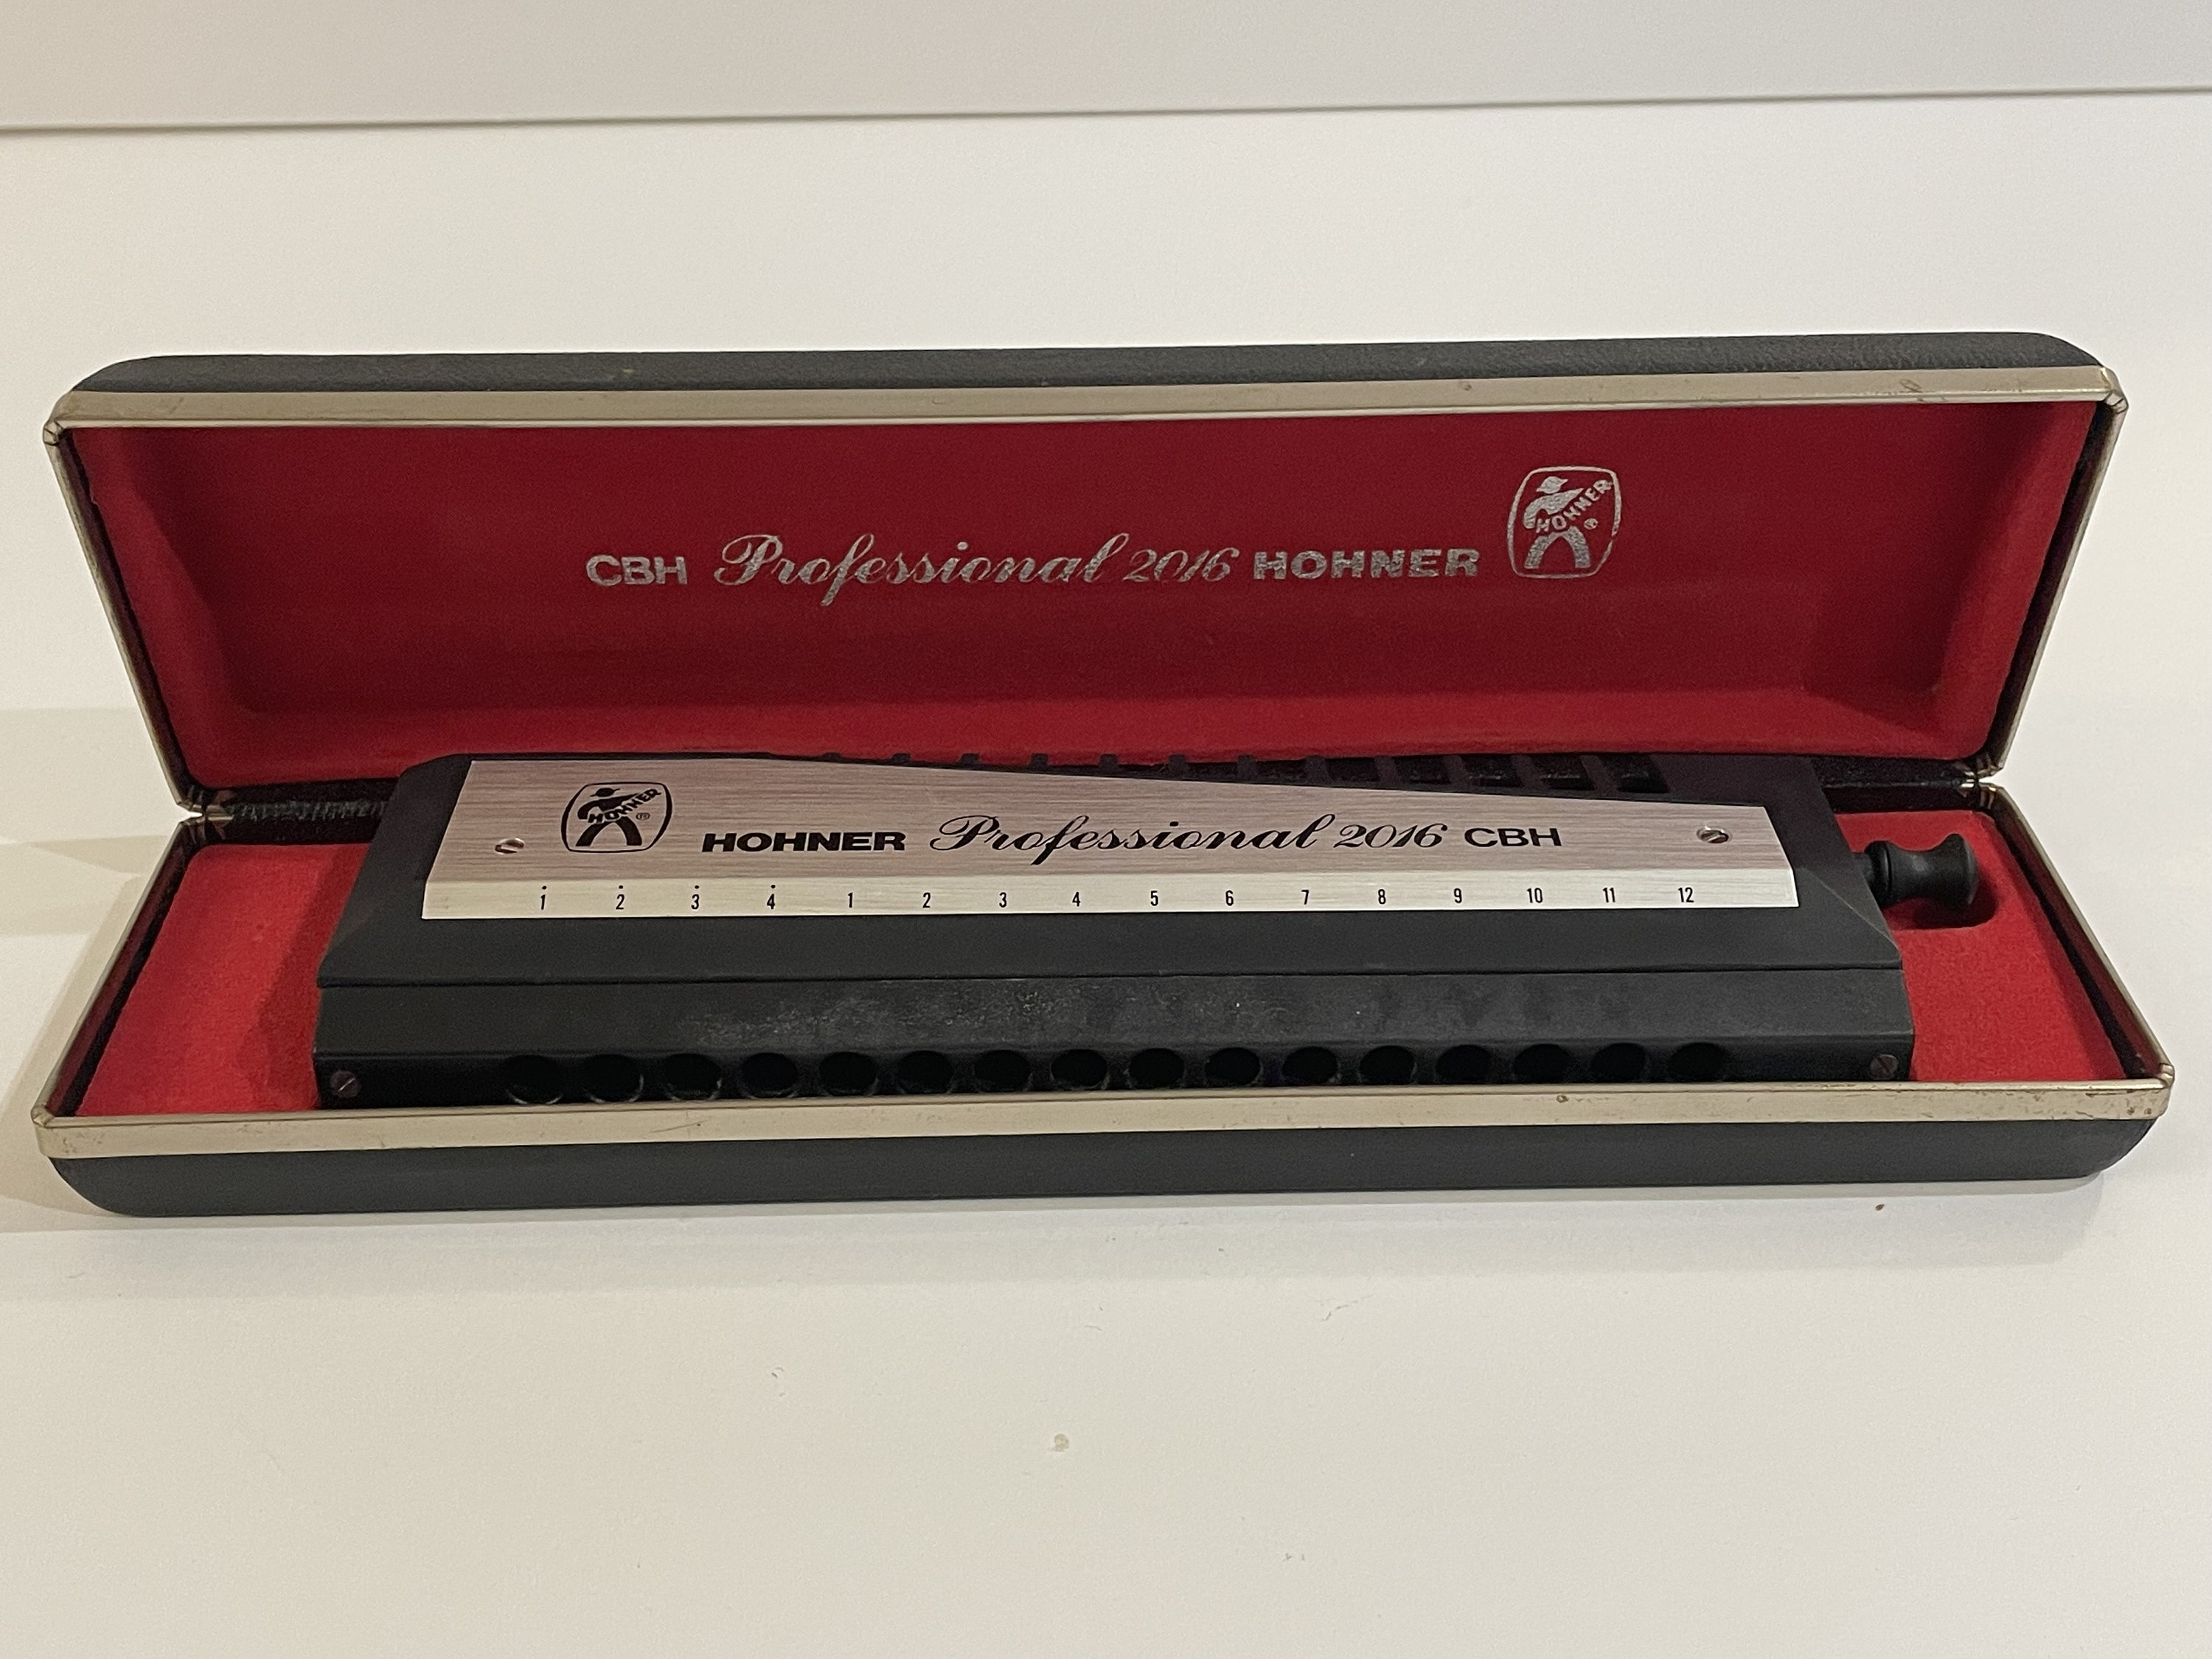 CBH Professional 2016 HOHNER
HOHNER ®
HOHNER ®
HOHNER Professional 2016 CBH
1 2 3 4 1 2 3 4 5 6 7 8 9 10 11 12